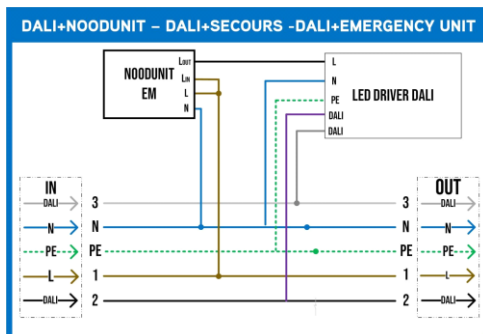 DALI+NOODUNIT – DALI+SECOURS -DALI+EMERGENCY UNIT
NOODUNIT
EM
LOUT
LIN
L
N
L
N
PE
DALI
DALI
LED DRIVER DALI
IN
OUT
DALI 3 3 DALI
N N N N
PE PE PE PE
L 1 1 L
DALI 2 2 DALI